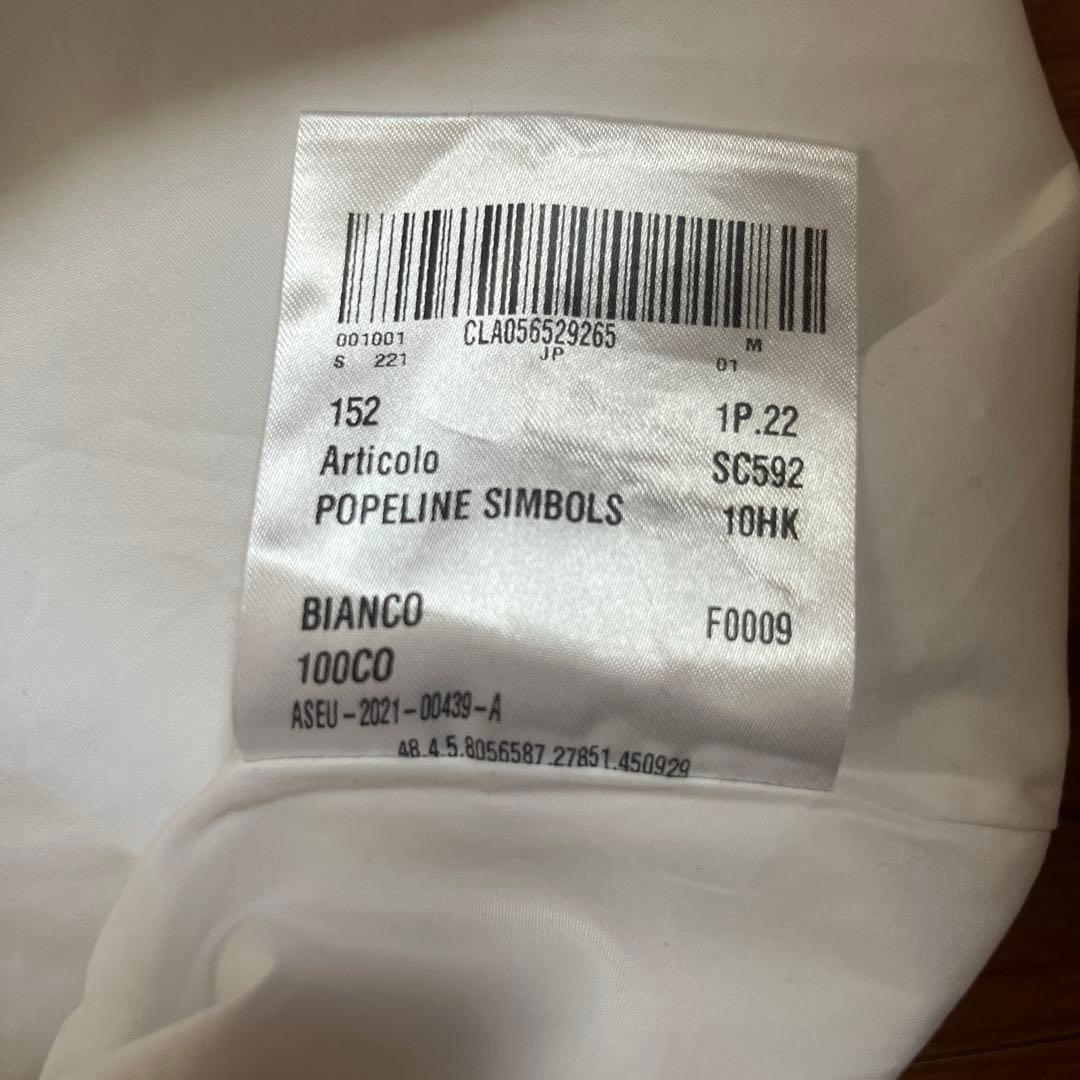 001001 CLA056529265 M
S 221 JP 01
152 1P.22
Articolo SC592
POPELINE SIMBOLS 10HK
BIANCO F0009
100CO
ASEU-2021-00439-A
48.4.5.8056587.27851.450929